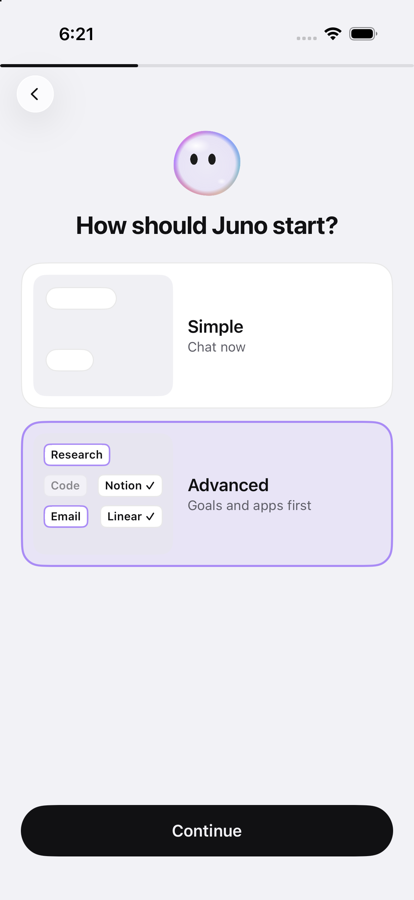 6:21
How should Juno start?
Simple
Chat now
Research
Code
Notion ✓
Email
Linear ✓
Advanced
Goals and apps first
Continue